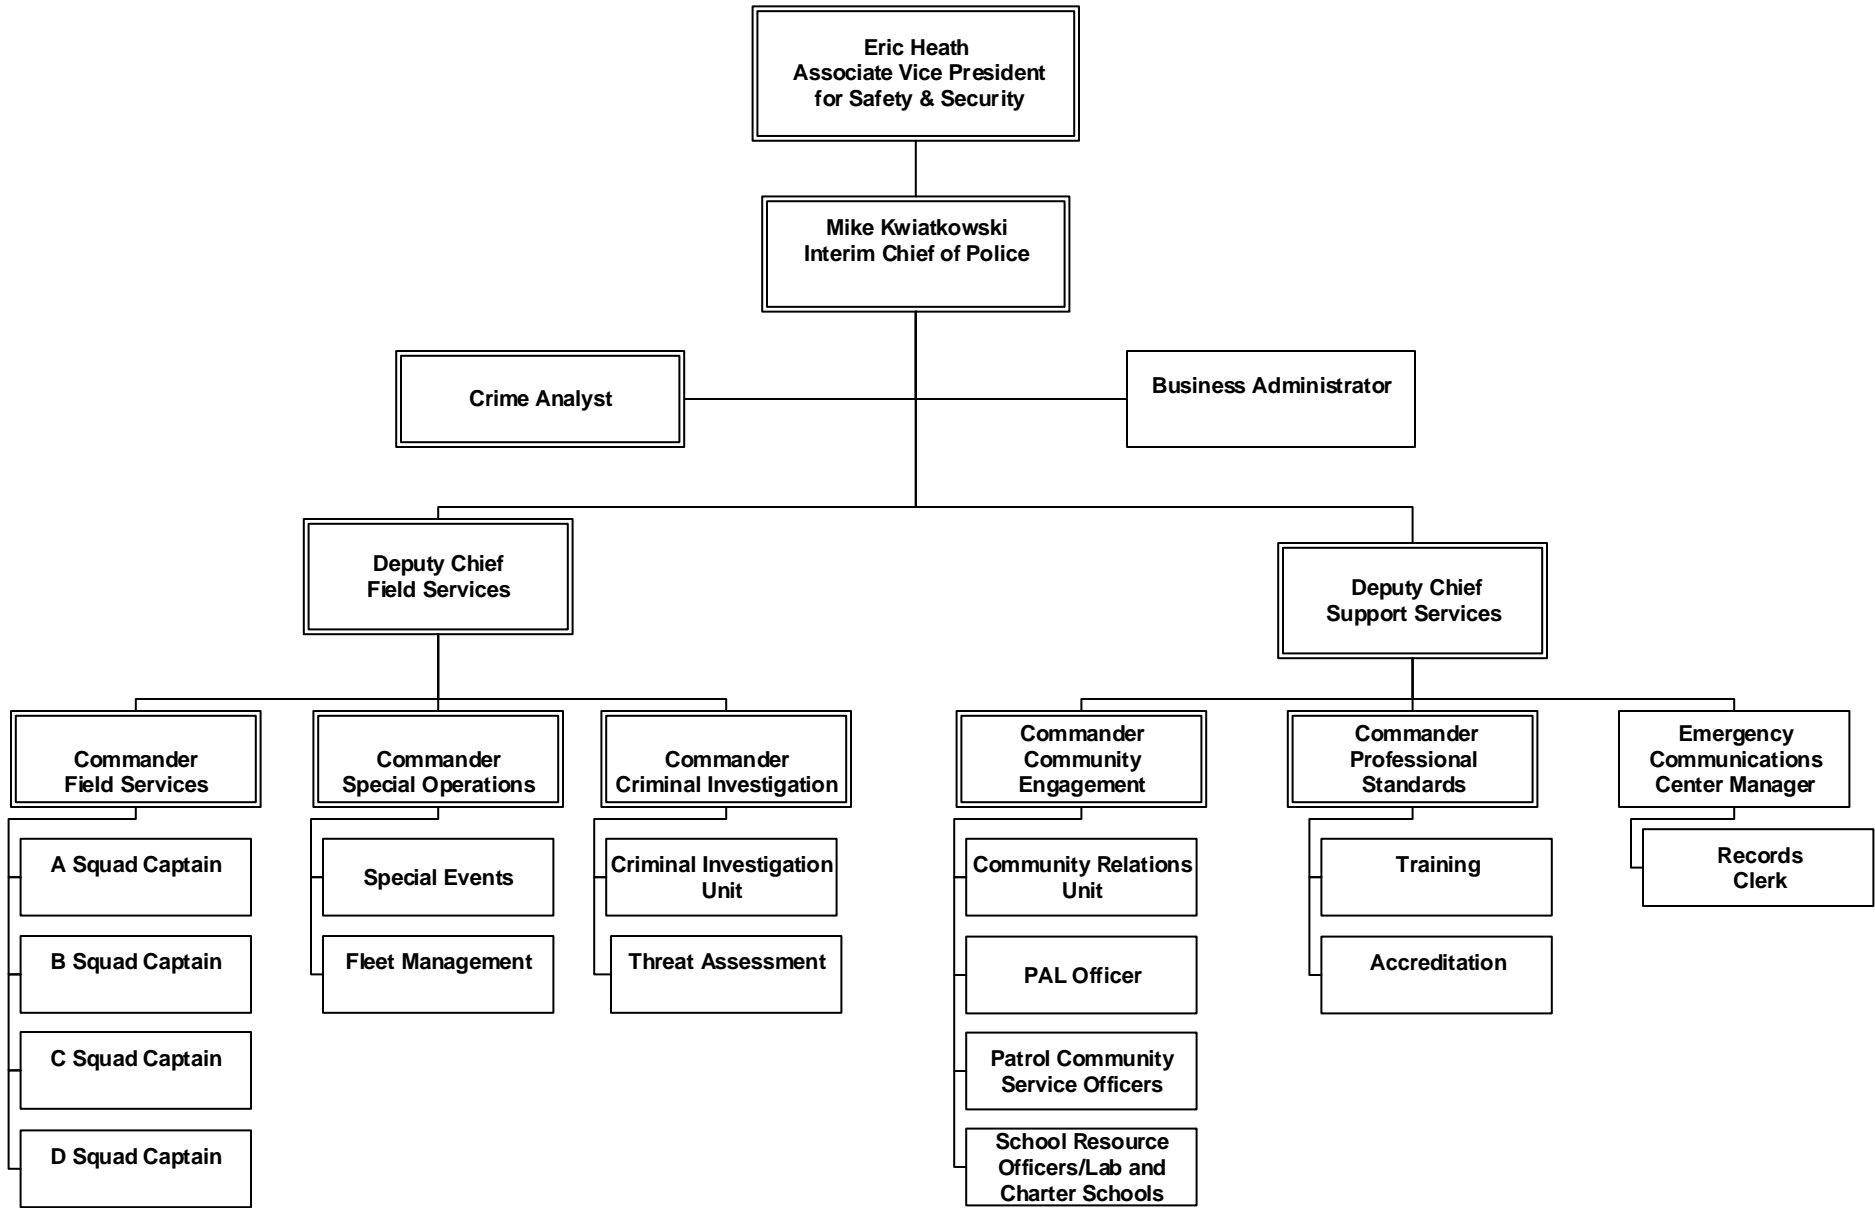 Eric Heath
Associate Vice President
for Safety & Security
Mike Kwiatkowski
Interim Chief of Police
Crime Analyst
Business Administrator
Deputy Chief
Field Services
Deputy Chief
Support Services
Commander
Field Services
Commander
Special Operations
Commander
Criminal Investigation
Commander
Community
Engagement
Commander
Professional
Standards
Emergency
Communications
Center Manager
A Squad Captain
Special Events
Criminal Investigation
Unit
Community Relations
Unit
Training
Records
Clerk
B Squad Captain
Fleet Management
Threat Assessment
PAL Officer
Accreditation
C Squad Captain
Patrol Community
Service Officers
D Squad Captain
School Resource
Officers/Lab and
Charter Schools